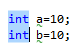 int a=10;
int b=10;